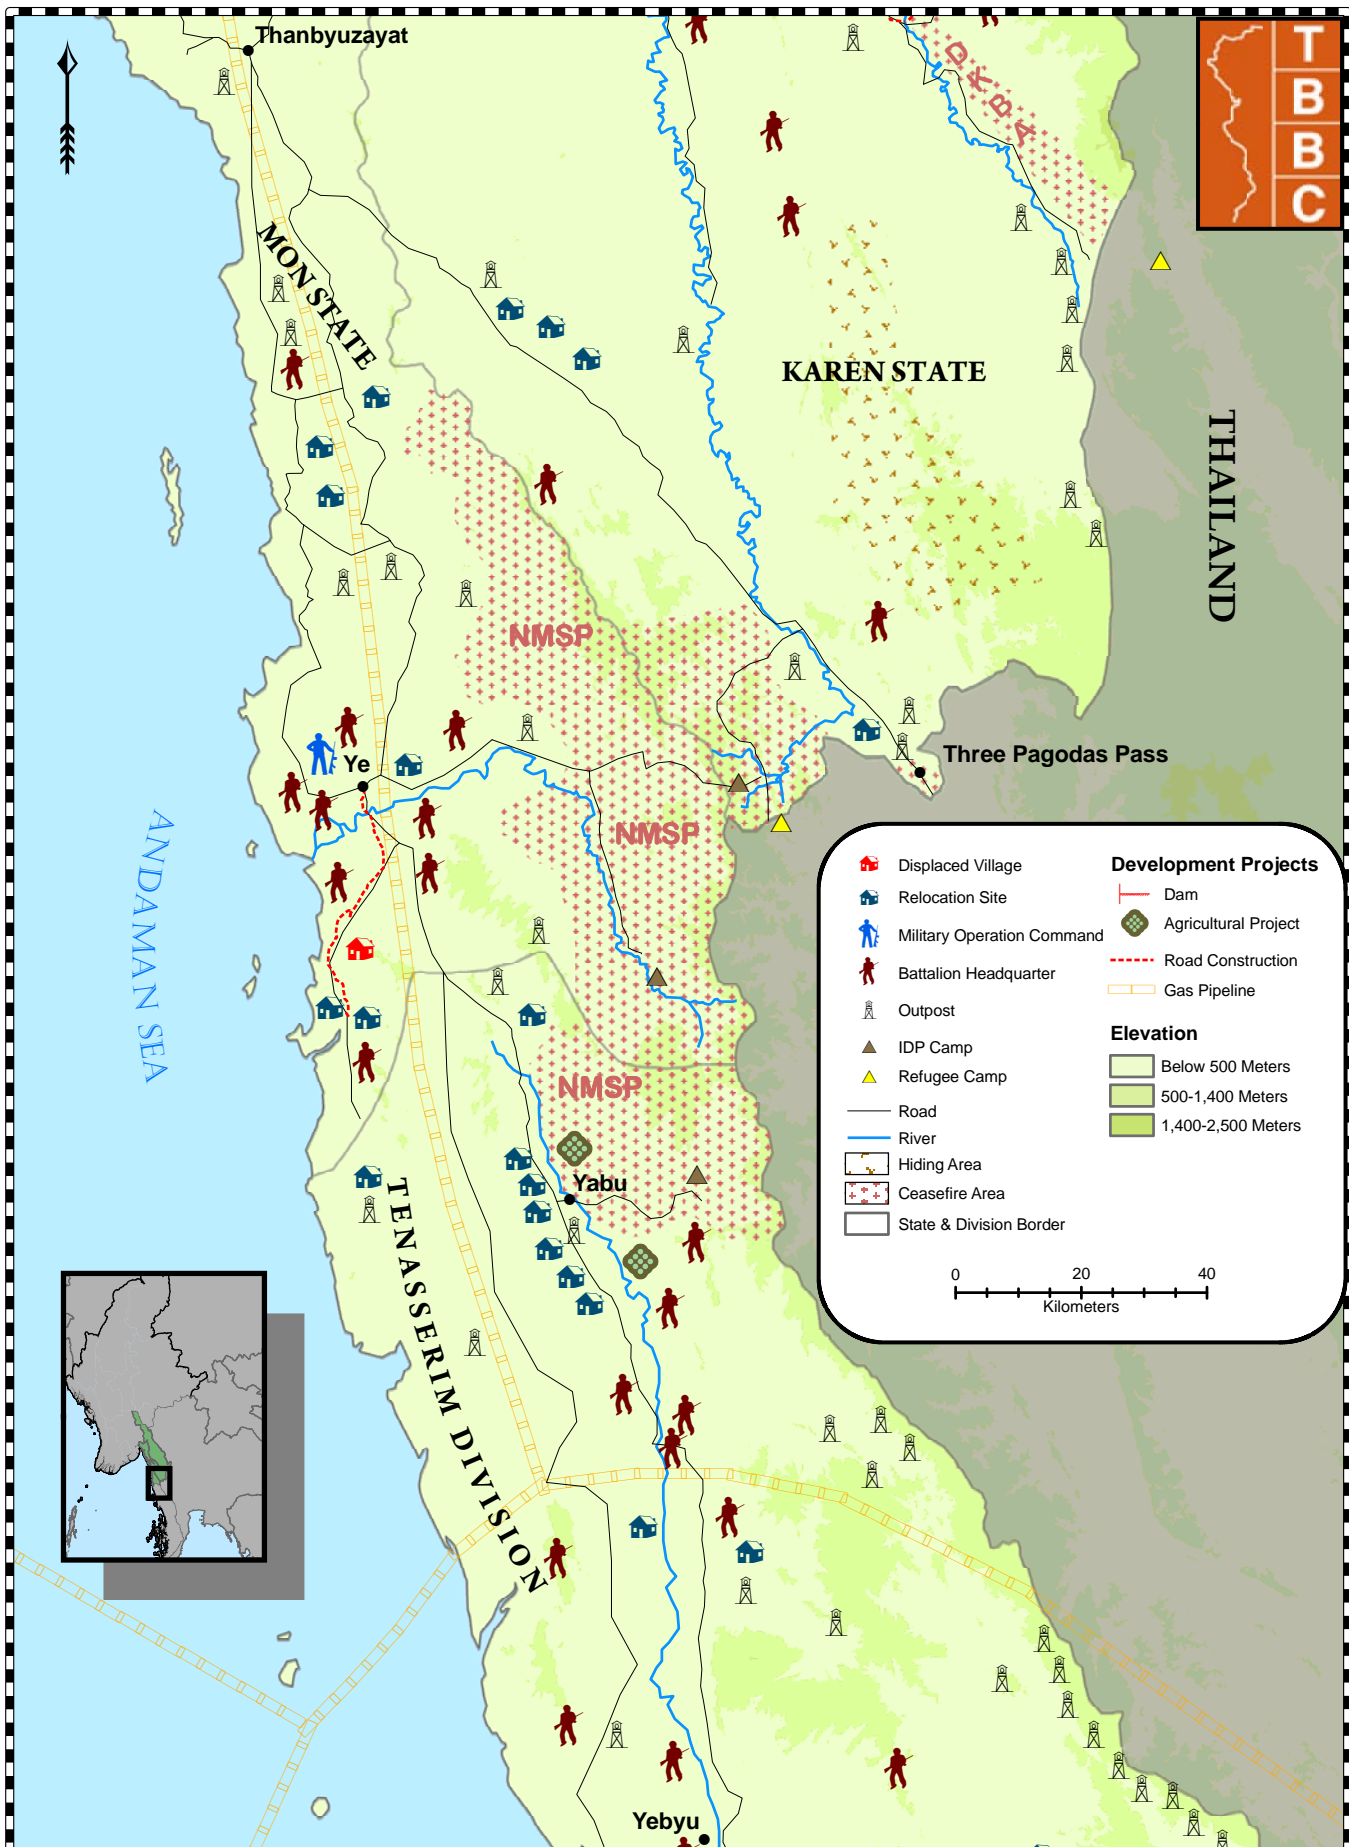 Thanbyuzayat
DKBA
T
B
B
C
MON STATE
KAREN STATE
THAILAND
NMSP
Ye
Three Pagodas Pass
NMSP
ANDAMAN SEA
NMSP
Yabu
TENASSERIM DIVISION
Yebyu
Displaced Village
Relocation Site
Military Operation Command
Battalion Headquarter
Outpost
IDP Camp
Refugee Camp
Road
River
Hiding Area
Ceasefire Area
State & Division Border
Development Projects
Dam
Agricultural Project
Road Construction
Gas Pipeline
Elevation
Below 500 Meters
500-1,400 Meters
1,400-2,500 Meters
0 20 40
Kilometers